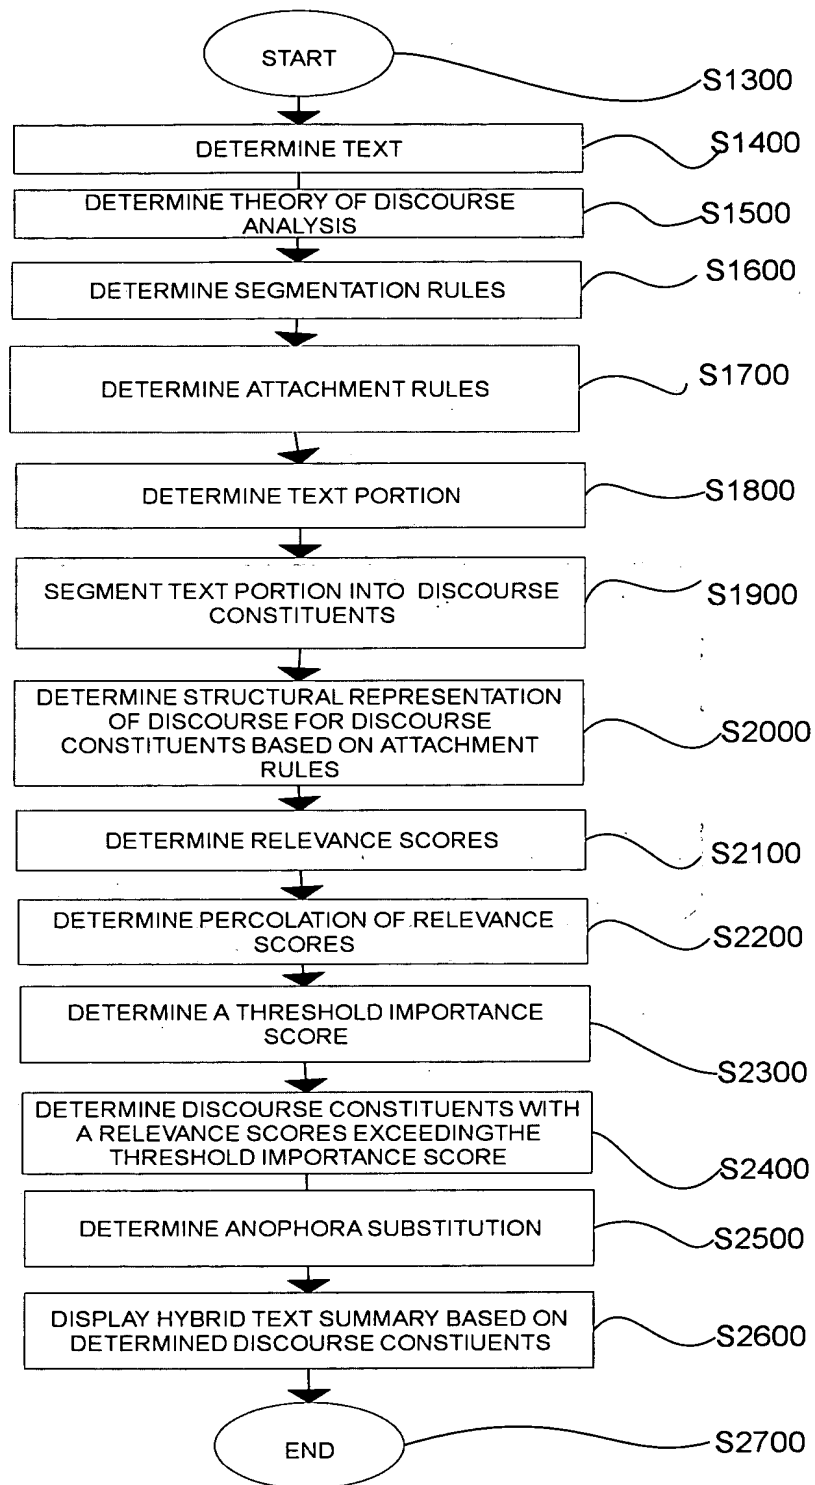 START
S1300
DETERMINE TEXT
S1400
DETERMINE THEORY OF DISCOURSE
ANALYSIS
S1500
DETERMINE SEGMENTATION RULES
S1600
DETERMINE ATTACHMENT RULES
S1700
DETERMINE TEXT PORTION
S1800
SEGMENT TEXT PORTION INTO DISCOURSE
CONSTITUENTS
S1900
DETERMINE STRUCTURAL REPRESENTATION
OF DISCOURSE FOR DISCOURSE
CONSTITUENTS BASED ON ATTACHMENT
RULES
S2000
DETERMINE RELEVANCE SCORES
S2100
DETERMINE PERCOLATION OF RELEVANCE
SCORES
S2200
DETERMINE A THRESHOLD IMPORTANCE
SCORE
S2300
DETERMINE DISCOURSE CONSTITUENTS WITH
A RELEVANCE SCORES EXCEEDINGTHE
THRESHOLD IMPORTANCE SCORE
S2400
DETERMINE ANOPHORA SUBSTITUTION
S2500
DISPLAY HYBRID TEXT SUMMARY BASED ON
DETERMINED DISCOURSE CONSTIUENTS
S2600
END
S2700